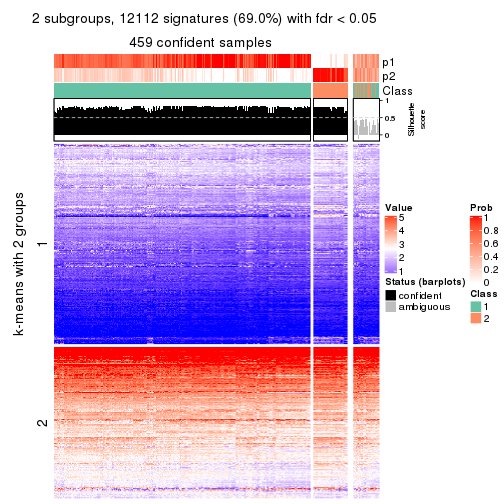 2 subgroups, 12112 signatures (69.0%) with fdr < 0.05
459 confident samples
p1
p2
Class
1
0.5
0
Silhouette
score
k-means with 2 groups
1
2
Value
5
4
3
2
1
Status (barplots)
confident
ambiguous
Prob
1
0.8
0.6
0.4
0.2
0
Class
1
2